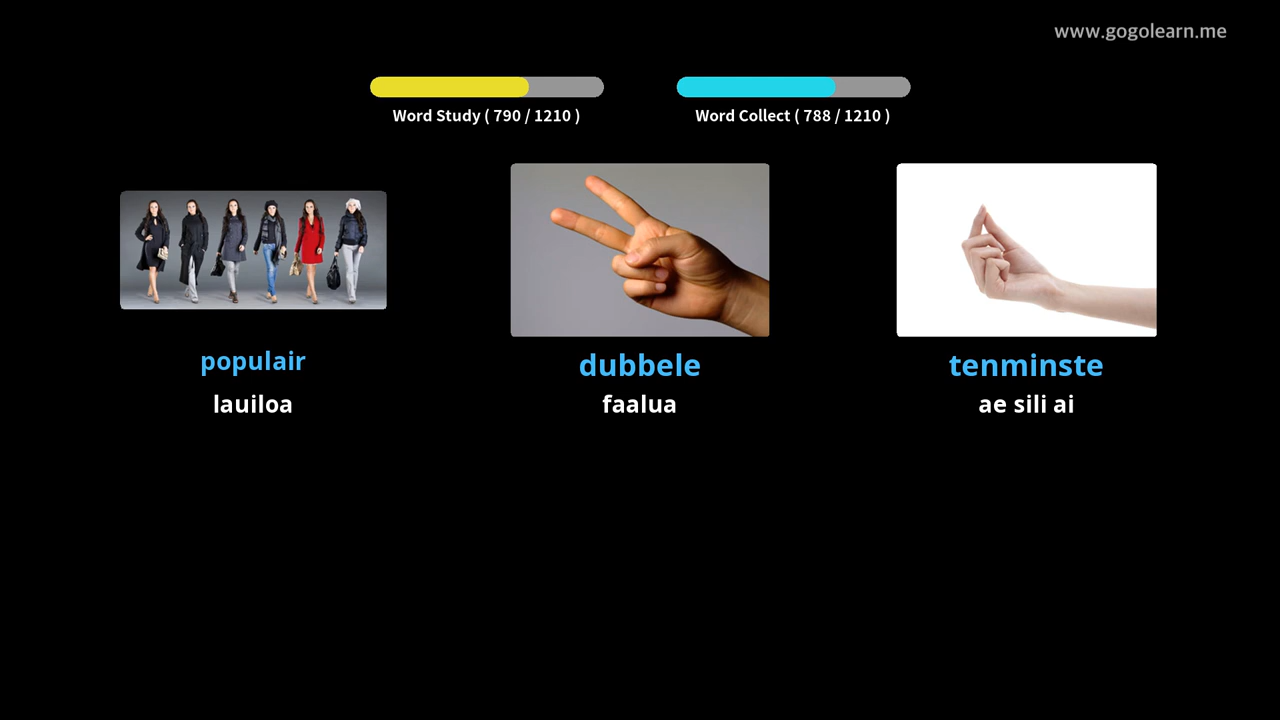 www.gogolearn.me
Word Study ( 790 / 1210 )
Word Collect ( 788 / 1210 )
populair
dubbele
tenminste
lauiloa
faalua
ae sili ai